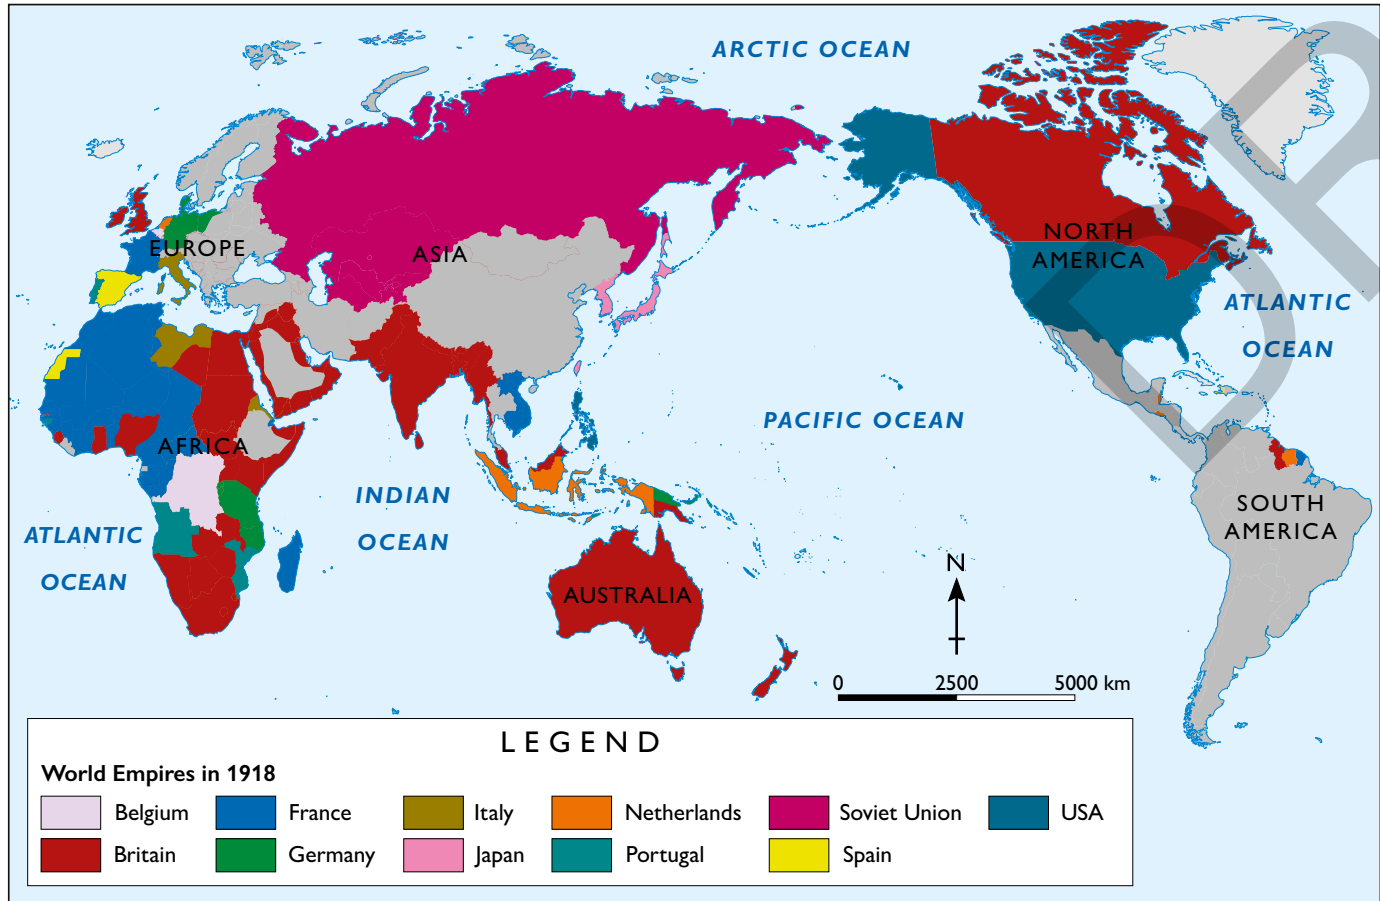 ARCTIC OCEAN
EUROPE
ASIA
NORTH
AMERICA
ATLANTIC
OCEAN
PACIFIC OCEAN
AFRICA
INDIAN
OCEAN
ATLANTIC
OCEAN
SOUTH
AMERICA
AUSTRALIA
N
0 2500 5000 km
LEGEND
World Empires in 1918
Belgium France Italy Netherlands Soviet Union USA
Britain Germany Japan Portugal Spain
DR